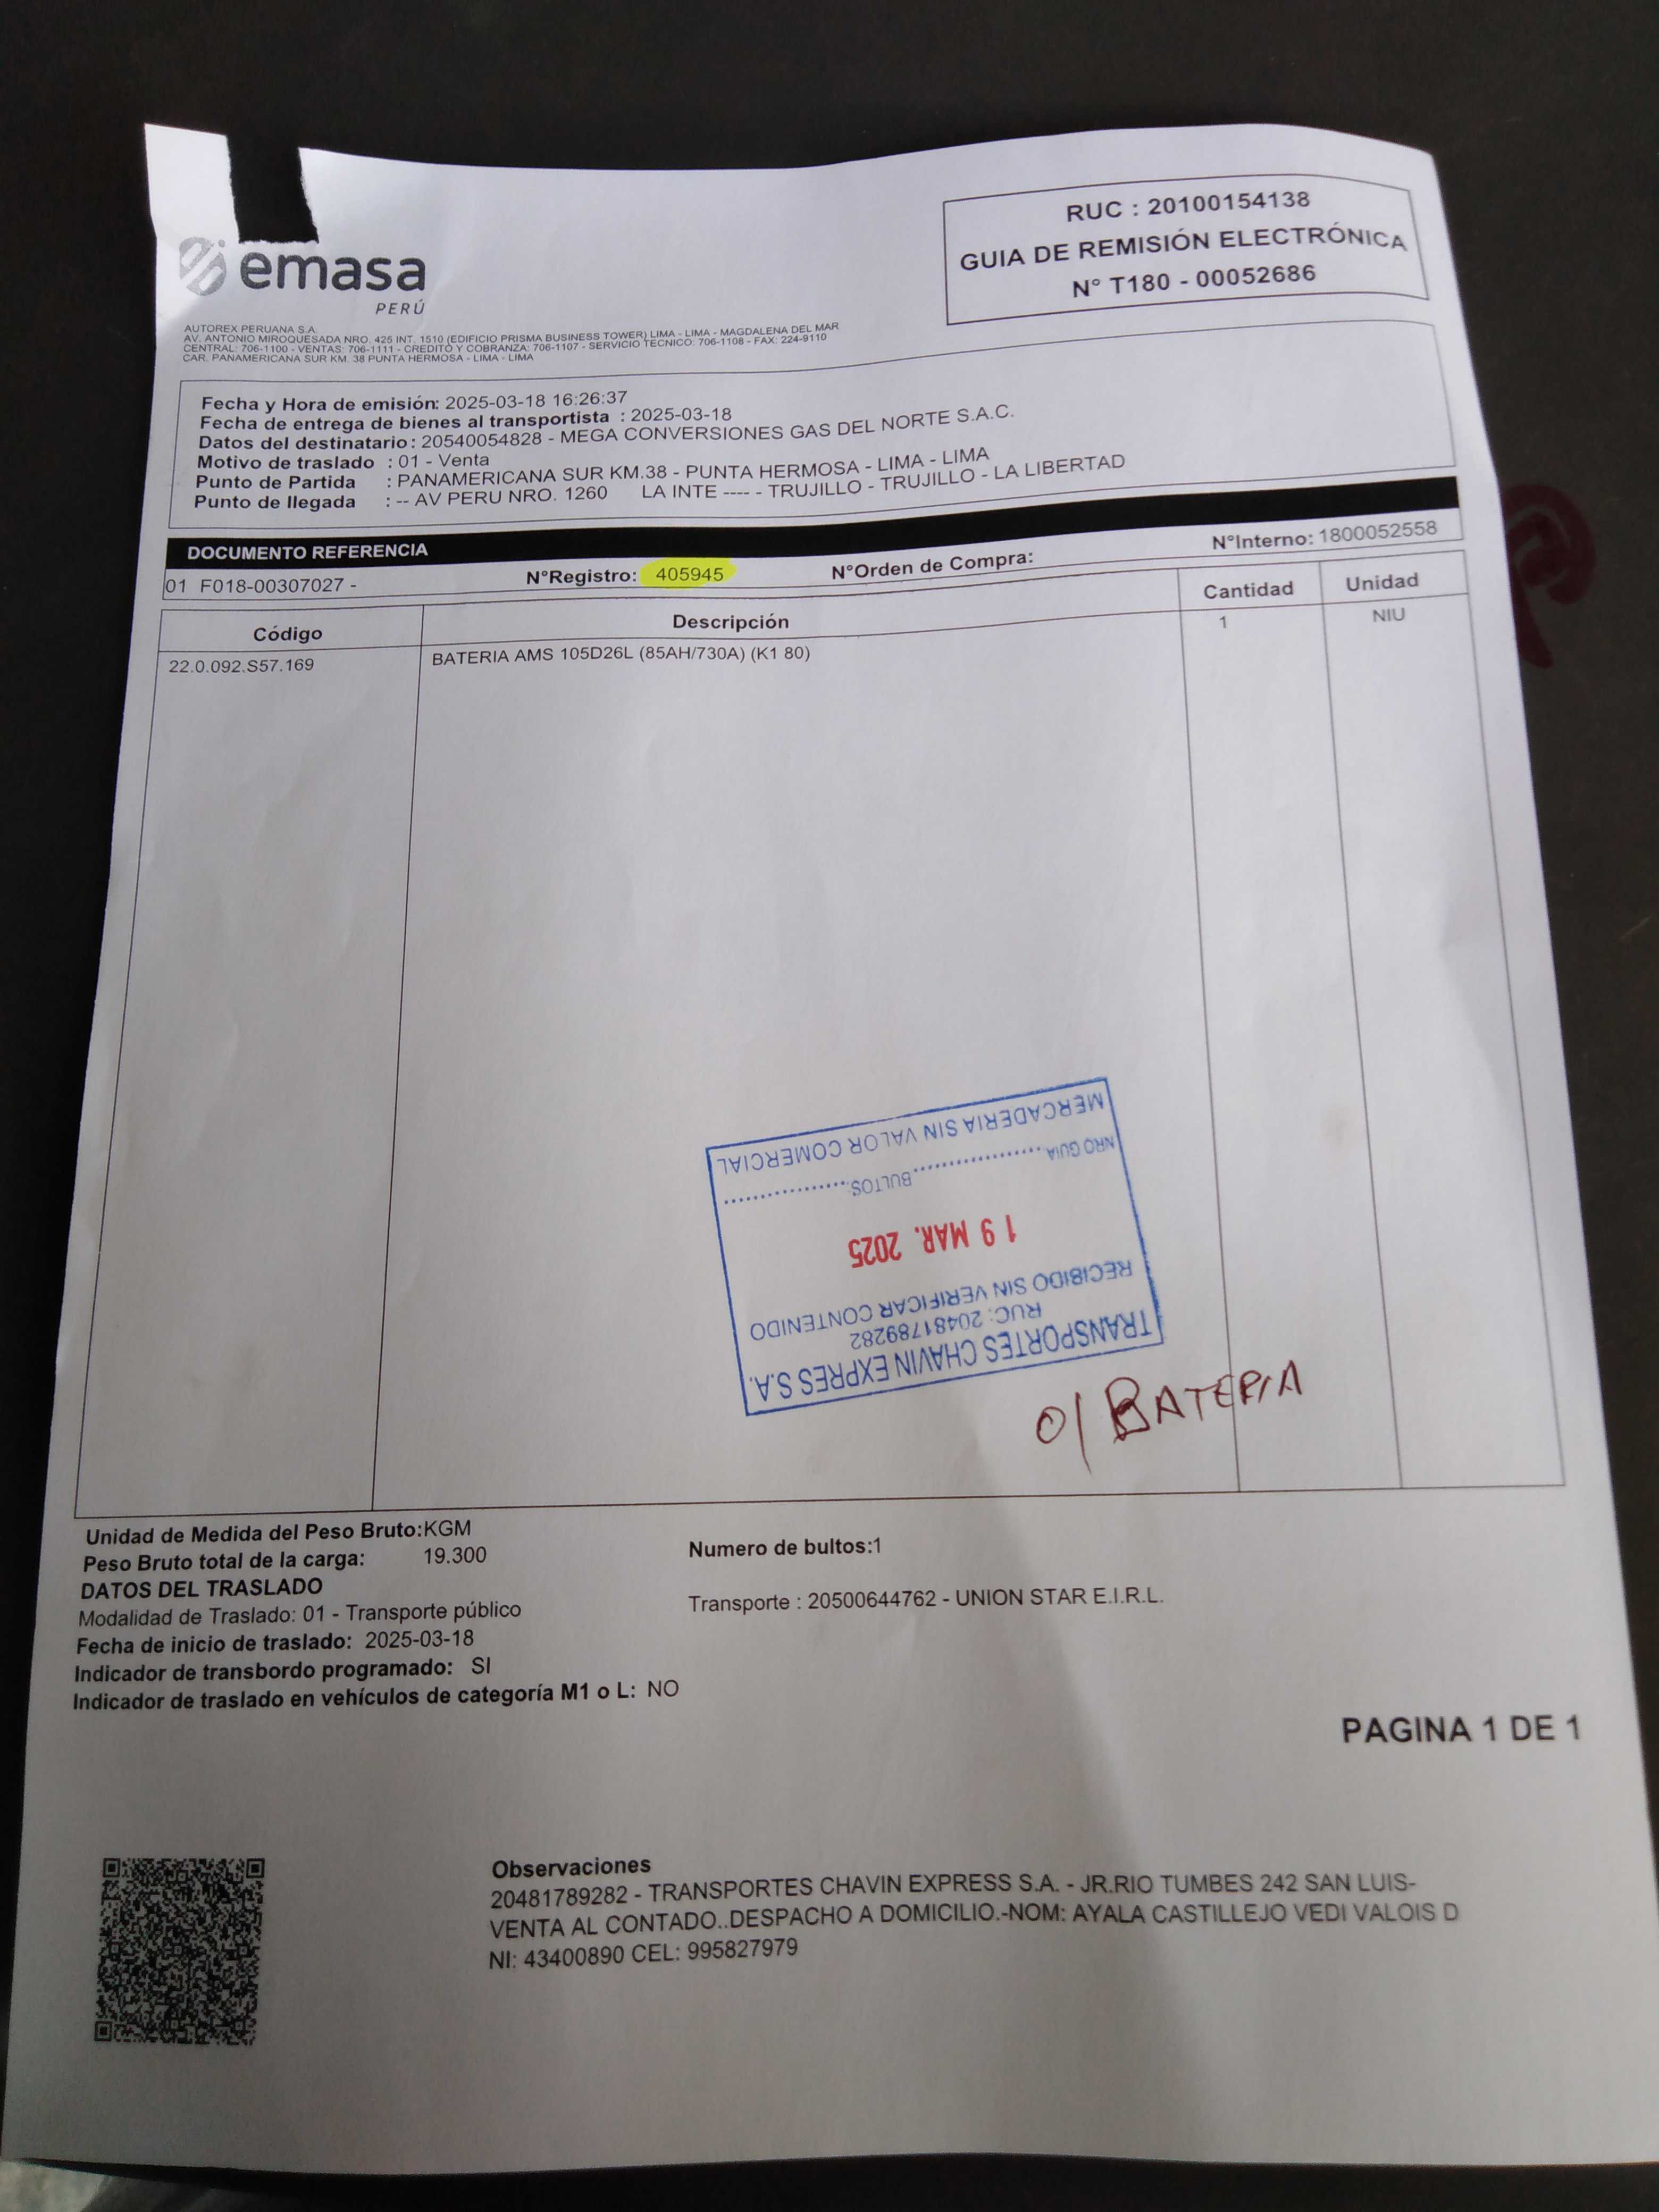 emasa
PERÚ
RUC : 20100154138
GUIA DE REMISIÓN ELECTRÓNICA
N° T180 - 00052686
AUTOREX PERUANA S.A.
AV. ANTONIO MIROQUESADA NRO. 425 INT. 1510 (EDIFICIO PRISMA BUSINESS TOWER) LIMA - LIMA - MAGDALENA DEL MAR
CENTRAL: 706-1100 - VENTAS: 706-1111 - CREDITO Y COBRANZA: 706-1107 - SERVICIO TECNICO: 706-1108 - FAX: 224-9110
CAR. PANAMERICANA SUR KM. 38 PUNTA HERMOSA - LIMA - LIMA
Fecha y Hora de emisión: 2025-03-18 16:26:37
Fecha de entrega de bienes al transportista : 2025-03-18
Datos del destinatario : 20540054828 - MEGA CONVERSIONES GAS DEL NORTE S.A.C.
Motivo de traslado : 01 - Venta
Punto de Partida : PANAMERICANA SUR KM.38 - PUNTA HERMOSA - LIMA - LIMA
Punto de llegada : -- AV PERU NRO. 1260 LA INTE ---- - TRUJILLO - TRUJILLO - LA LIBERTAD
DOCUMENTO REFERENCIA
01 F018-00307027 - N°Registro: 405945 N°Orden de Compra: N°Interno: 1800052558
Código Descripción Cantidad Unidad
22.0.092.S57.169 BATERIA AMS 105D26L (85AH/730A) (K1 80) 1 NIU
TRANSPORTES CHAVIN EXPRES S.A.
RUC: 20481789282
RECIBIDO SIN VERIFICAR CONTENIDO
19 MAR. 2025
NRO GUIA....................BULTOS:....................
MERCADERIA SIN VALOR COMERCIAL
01 BATERIA
Unidad de Medida del Peso Bruto:KGM
Peso Bruto total de la carga: 19.300 Numero de bultos:1
DATOS DEL TRASLADO
Modalidad de Traslado: 01 - Transporte público Transporte : 20500644762 - UNION STAR E.I.R.L.
Fecha de inicio de traslado: 2025-03-18
Indicador de transbordo programado: SI
Indicador de traslado en vehículos de categoría M1 o L: NO
PAGINA 1 DE 1
Observaciones
20481789282 - TRANSPORTES CHAVIN EXPRESS S.A. - JR.RIO TUMBES 242 SAN LUIS-
VENTA AL CONTADO..DESPACHO A DOMICILIO.-NOM: AYALA CASTILLEJO VEDI VALOIS D
NI: 43400890 CEL: 995827979